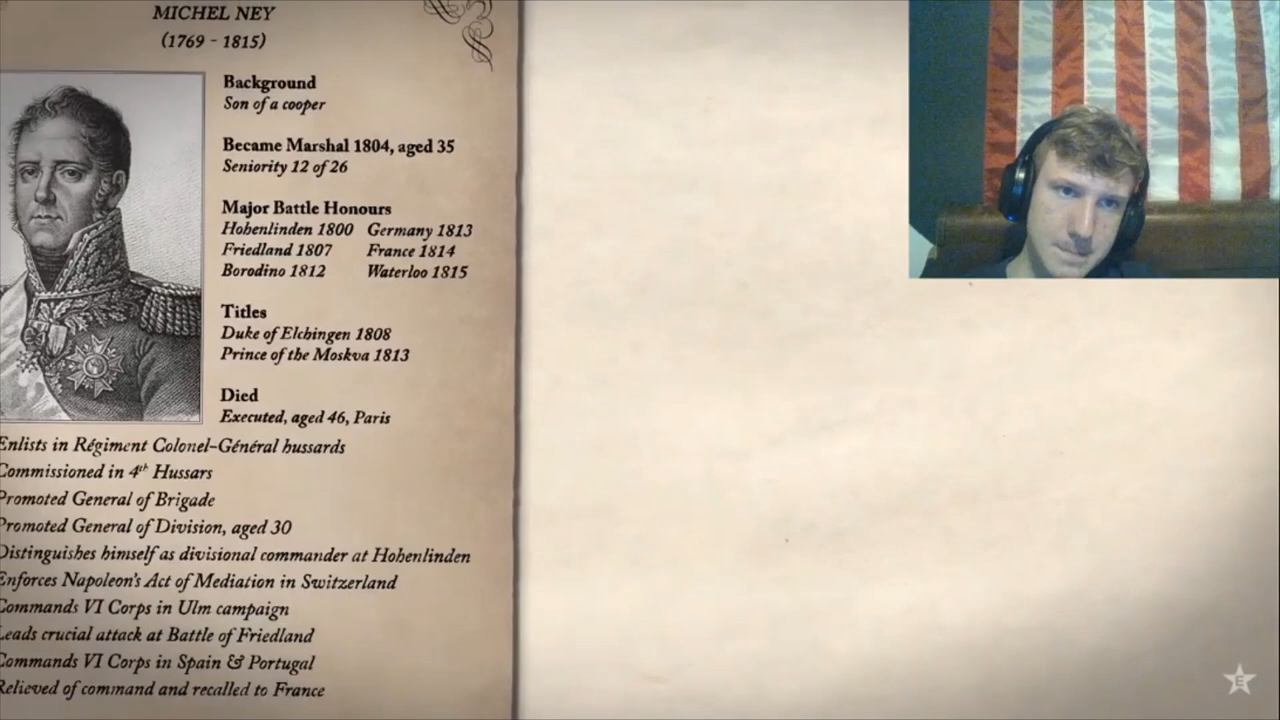 MICHEL NEY
(1769 - 1815)
Background
Son of a cooper
Became Marshal 1804, aged 35
Seniority 12 of 26
Major Battle Honours
Hohenlinden 1800 Germany 1813
Friedland 1807 France 1814
Borodino 1812 Waterloo 1815
Titles
Duke of Elchingen 1808
Prince of the Moskva 1813
Died
Executed, aged 46, Paris
Enlists in Régiment Colonel-Général hussards
Commissioned in 4th Hussars
Promoted General of Brigade
Promoted General of Division, aged 30
Distinguishes himself as divisional commander at Hohenlinden
Enforces Napoleon's Act of Mediation in Switzerland
Commands VI Corps in Ulm campaign
Leads crucial attack at Battle of Friedland
Commands VI Corps in Spain & Portugal
Relieved of command and recalled to France
E